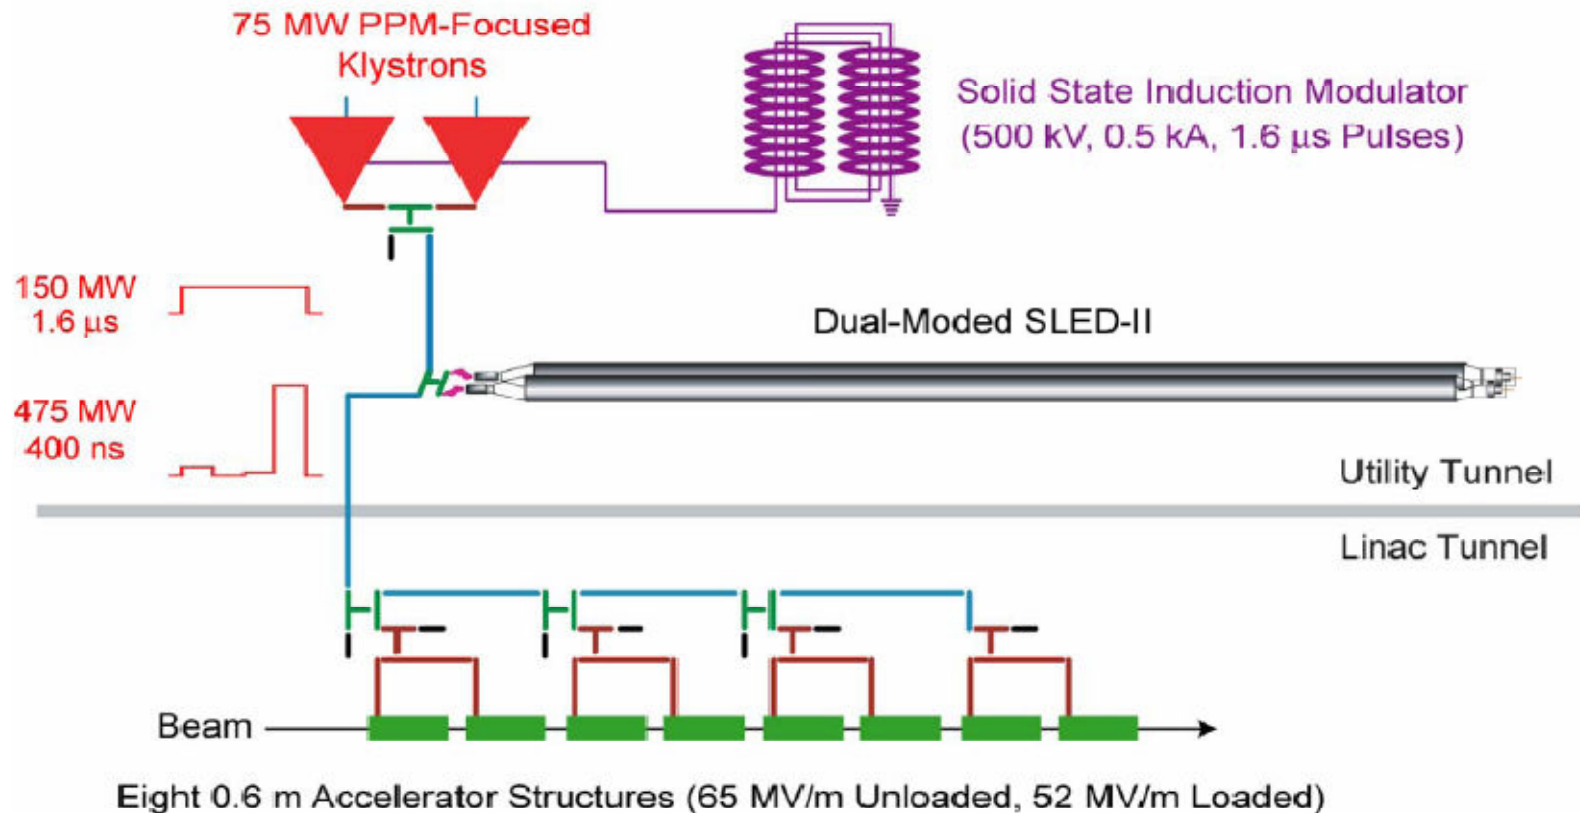 75 MW PPM-Focused
Klystrons
Solid State Induction Modulator
(500 kV, 0.5 kA, 1.6 μs Pulses)
150 MW
1.6 μs
Dual-Moded SLED-II
475 MW
400 ns
Utility Tunnel
Linac Tunnel
Beam
Eight 0.6 m Accelerator Structures (65 MV/m Unloaded, 52 MV/m Loaded)